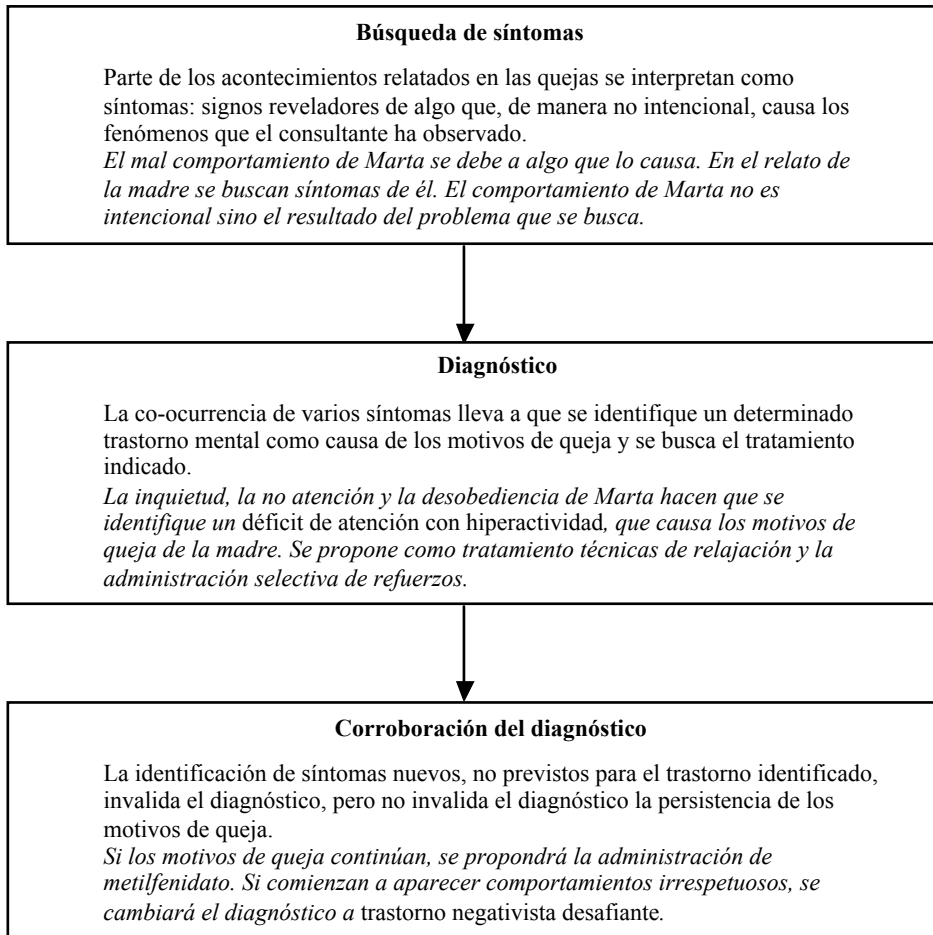 Búsqueda de síntomas
Parte de los acontecimientos relatados en las quejas se interpretan como
síntomas: signos reveladores de algo que, de manera no intencional, causa los
fenómenos que el consultante ha observado.
El mal comportamiento de Marta se debe a algo que lo causa. En el relato de
la madre se buscan síntomas de él. El comportamiento de Marta no es
intencional sino el resultado del problema que se busca.
Diagnóstico
La co-ocurrencia de varios síntomas lleva a que se identifique un determinado
trastorno mental como causa de los motivos de queja y se busca el tratamiento
indicado.
La inquietud, la no atención y la desobediencia de Marta hacen que se
identifique un déficit de atención con hiperactividad, que causa los motivos de
queja de la madre. Se propone como tratamiento técnicas de relajación y la
administración selectiva de refuerzos.
Corroboración del diagnóstico
La identificación de síntomas nuevos, no previstos para el trastorno identificado,
invalida el diagnóstico, pero no invalida el diagnóstico la persistencia de los
motivos de queja.
Si los motivos de queja continúan, se propondrá la administración de
metilfenidato. Si comienzan a aparecer comportamientos irrespetuosos, se
cambiará el diagnóstico a trastorno negativista desafiante.